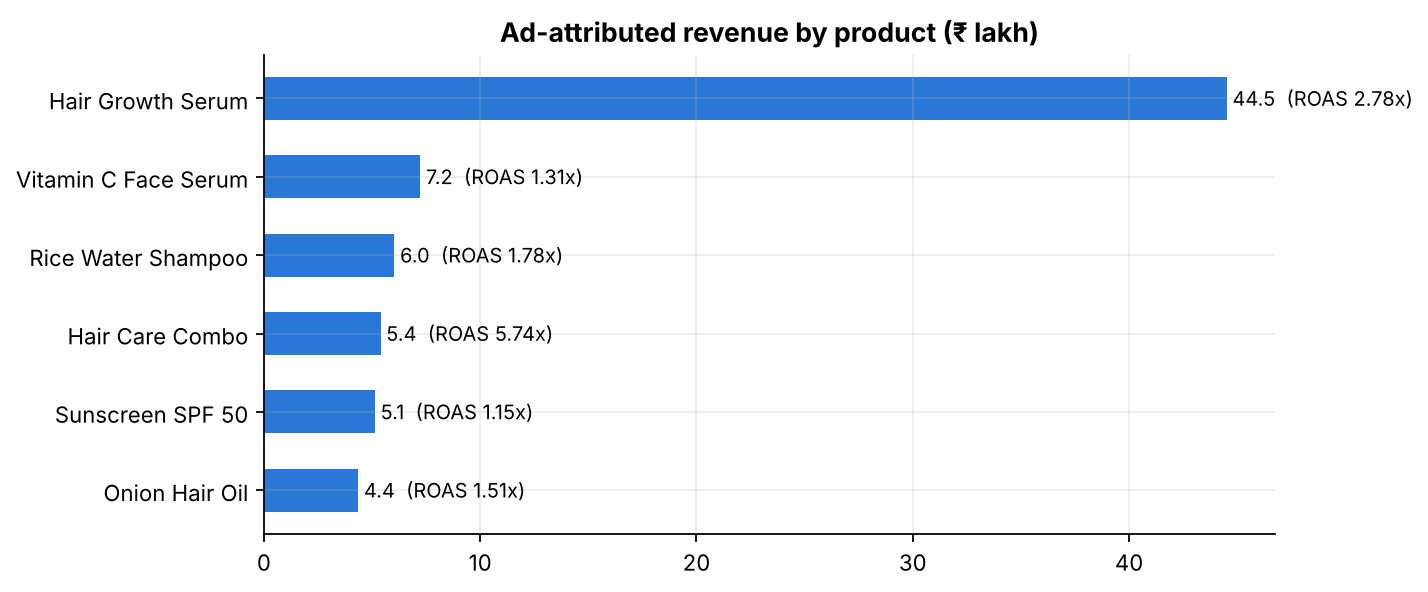 Ad-attributed revenue by product (₹ lakh)
Hair Growth Serum 44.5 (ROAS 2.78x)
Vitamin C Face Serum 7.2 (ROAS 1.31x)
Rice Water Shampoo 6.0 (ROAS 1.78x)
Hair Care Combo 5.4 (ROAS 5.74x)
Sunscreen SPF 50 5.1 (ROAS 1.15x)
Onion Hair Oil 4.4 (ROAS 1.51x)
0 10 20 30 40